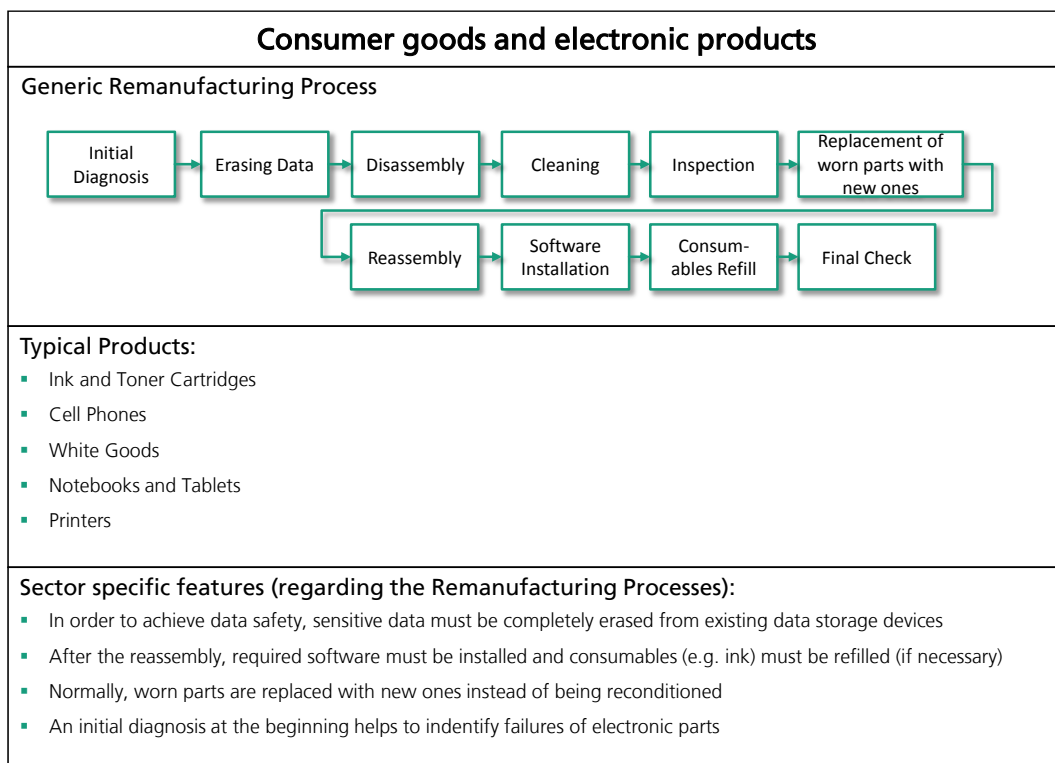 Consumer goods and electronic products
Generic Remanufacturing Process
Initial
Diagnosis
Erasing Data
Disassembly
Cleaning
Inspection
Replacement of
worn parts with
new ones
Reassembly
Software
Installation
Consum-
ables Refill
Final Check
Typical Products:
▪ Ink and Toner Cartridges
▪ Cell Phones
▪ White Goods
▪ Notebooks and Tablets
▪ Printers
Sector specific features (regarding the Remanufacturing Processes):
▪ In order to achieve data safety, sensitive data must be completely erased from existing data storage devices
▪ After the reassembly, required software must be installed and consumables (e.g. ink) must be refilled (if necessary)
▪ Normally, worn parts are replaced with new ones instead of being reconditioned
▪ An initial diagnosis at the beginning helps to indentify failures of electronic parts